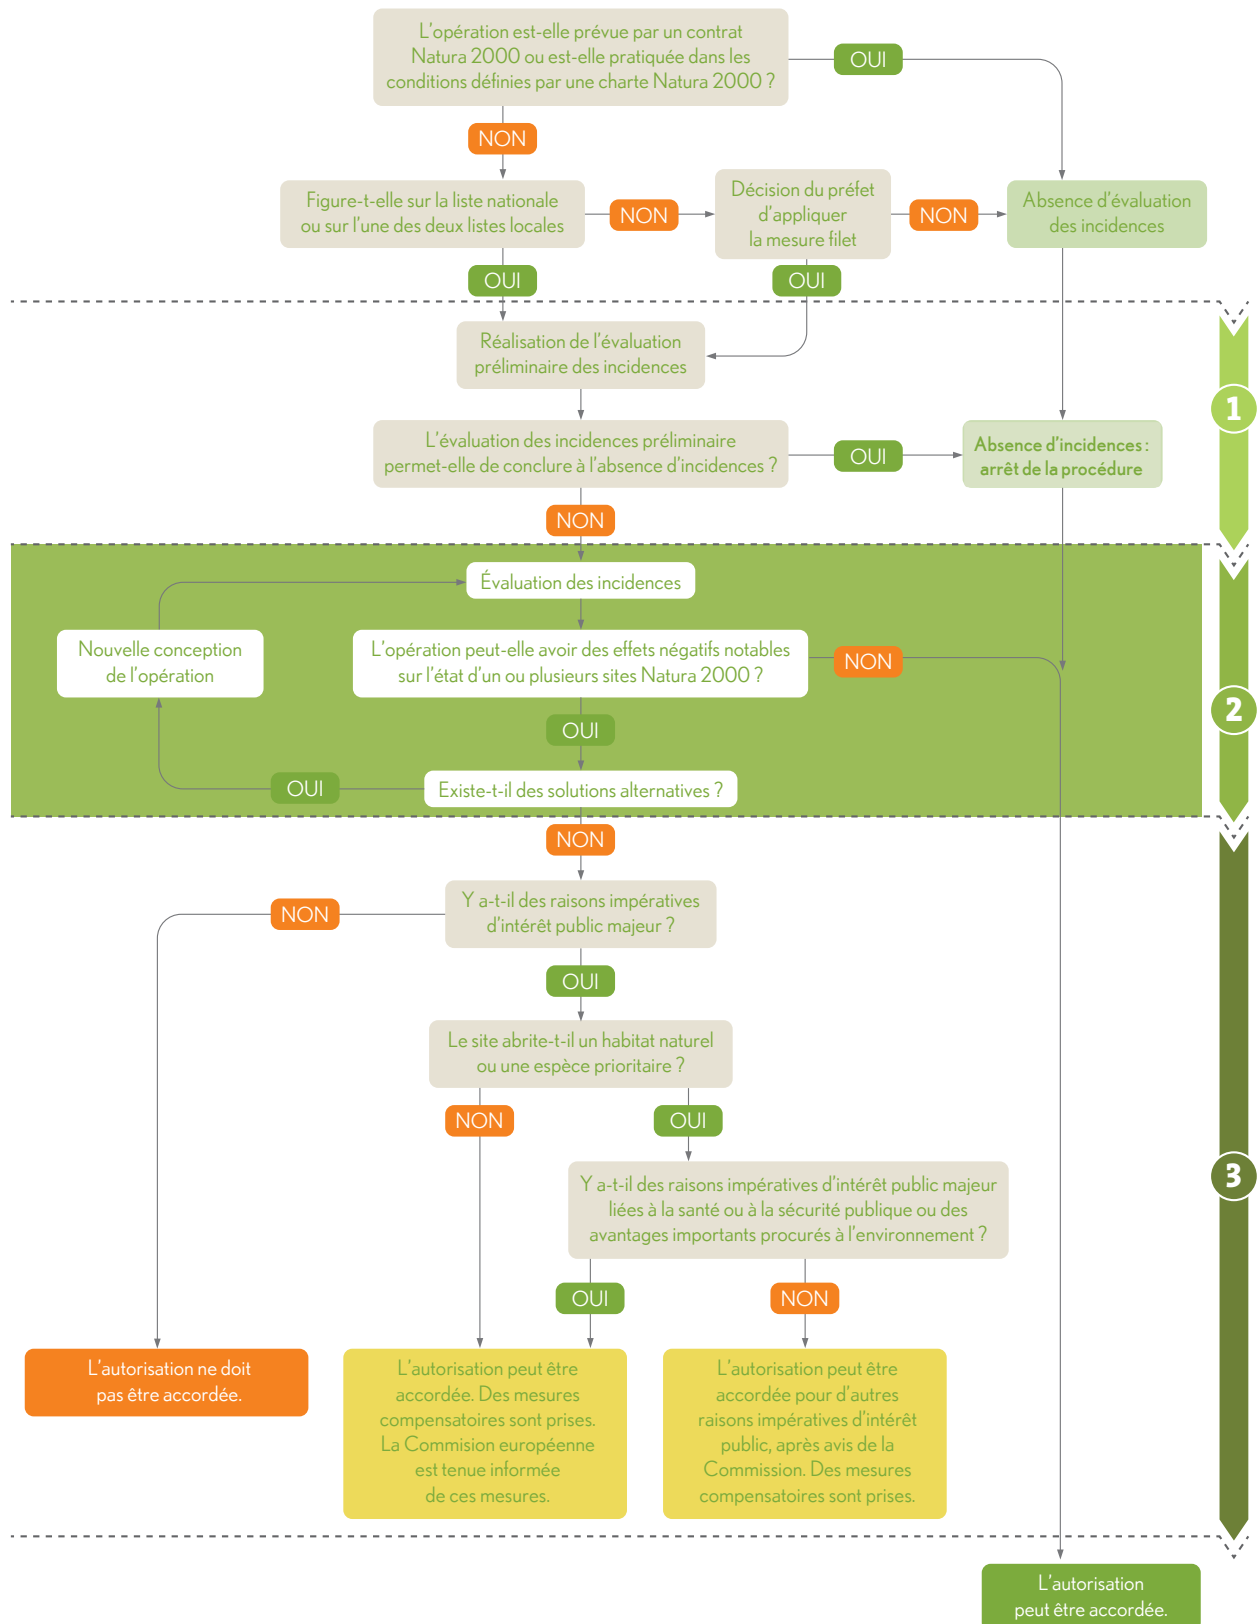 L'opération est-elle prévue par un contrat
Natura 2000 ou est-elle pratiquée dans les
conditions définies par une charte Natura 2000 ?
OUI
NON
Figure-t-elle sur la liste nationale
ou sur l'une des deux listes locales
NON
Décision du préfet
d'appliquer
la mesure filet
NON
Absence d'évaluation
des incidences
OUI
OUI
Réalisation de l'évaluation
préliminaire des incidences
1
L'évaluation des incidences préliminaire
permet-elle de conclure à l'absence d'incidences ?
OUI
Absence d'incidences :
arrêt de la procédure
NON
Évaluation des incidences
Nouvelle conception
de l'opération
L'opération peut-elle avoir des effets négatifs notables
sur l'état d'un ou plusieurs sites Natura 2000 ?
NON
2
OUI
OUI
Existe-t-il des solutions alternatives ?
NON
Y a-t-il des raisons impératives
d'intérêt public majeur ?
NON
OUI
Le site abrite-t-il un habitat naturel
ou une espèce prioritaire ?
NON
OUI
3
Y a-t-il des raisons impératives d'intérêt public majeur
liées à la santé ou à la sécurité publique ou des
avantages importants procurés à l'environnement ?
OUI
NON
L'autorisation ne doit
pas être accordée.
L'autorisation peut être
accordée. Des mesures
compensatoires sont prises.
La Commision européenne
est tenue informée
de ces mesures.
L'autorisation peut être
accordée pour d'autres
raisons impératives d'intérêt
public, après avis de la
Commission. Des mesures
compensatoires sont prises.
L'autorisation
peut être accordée.